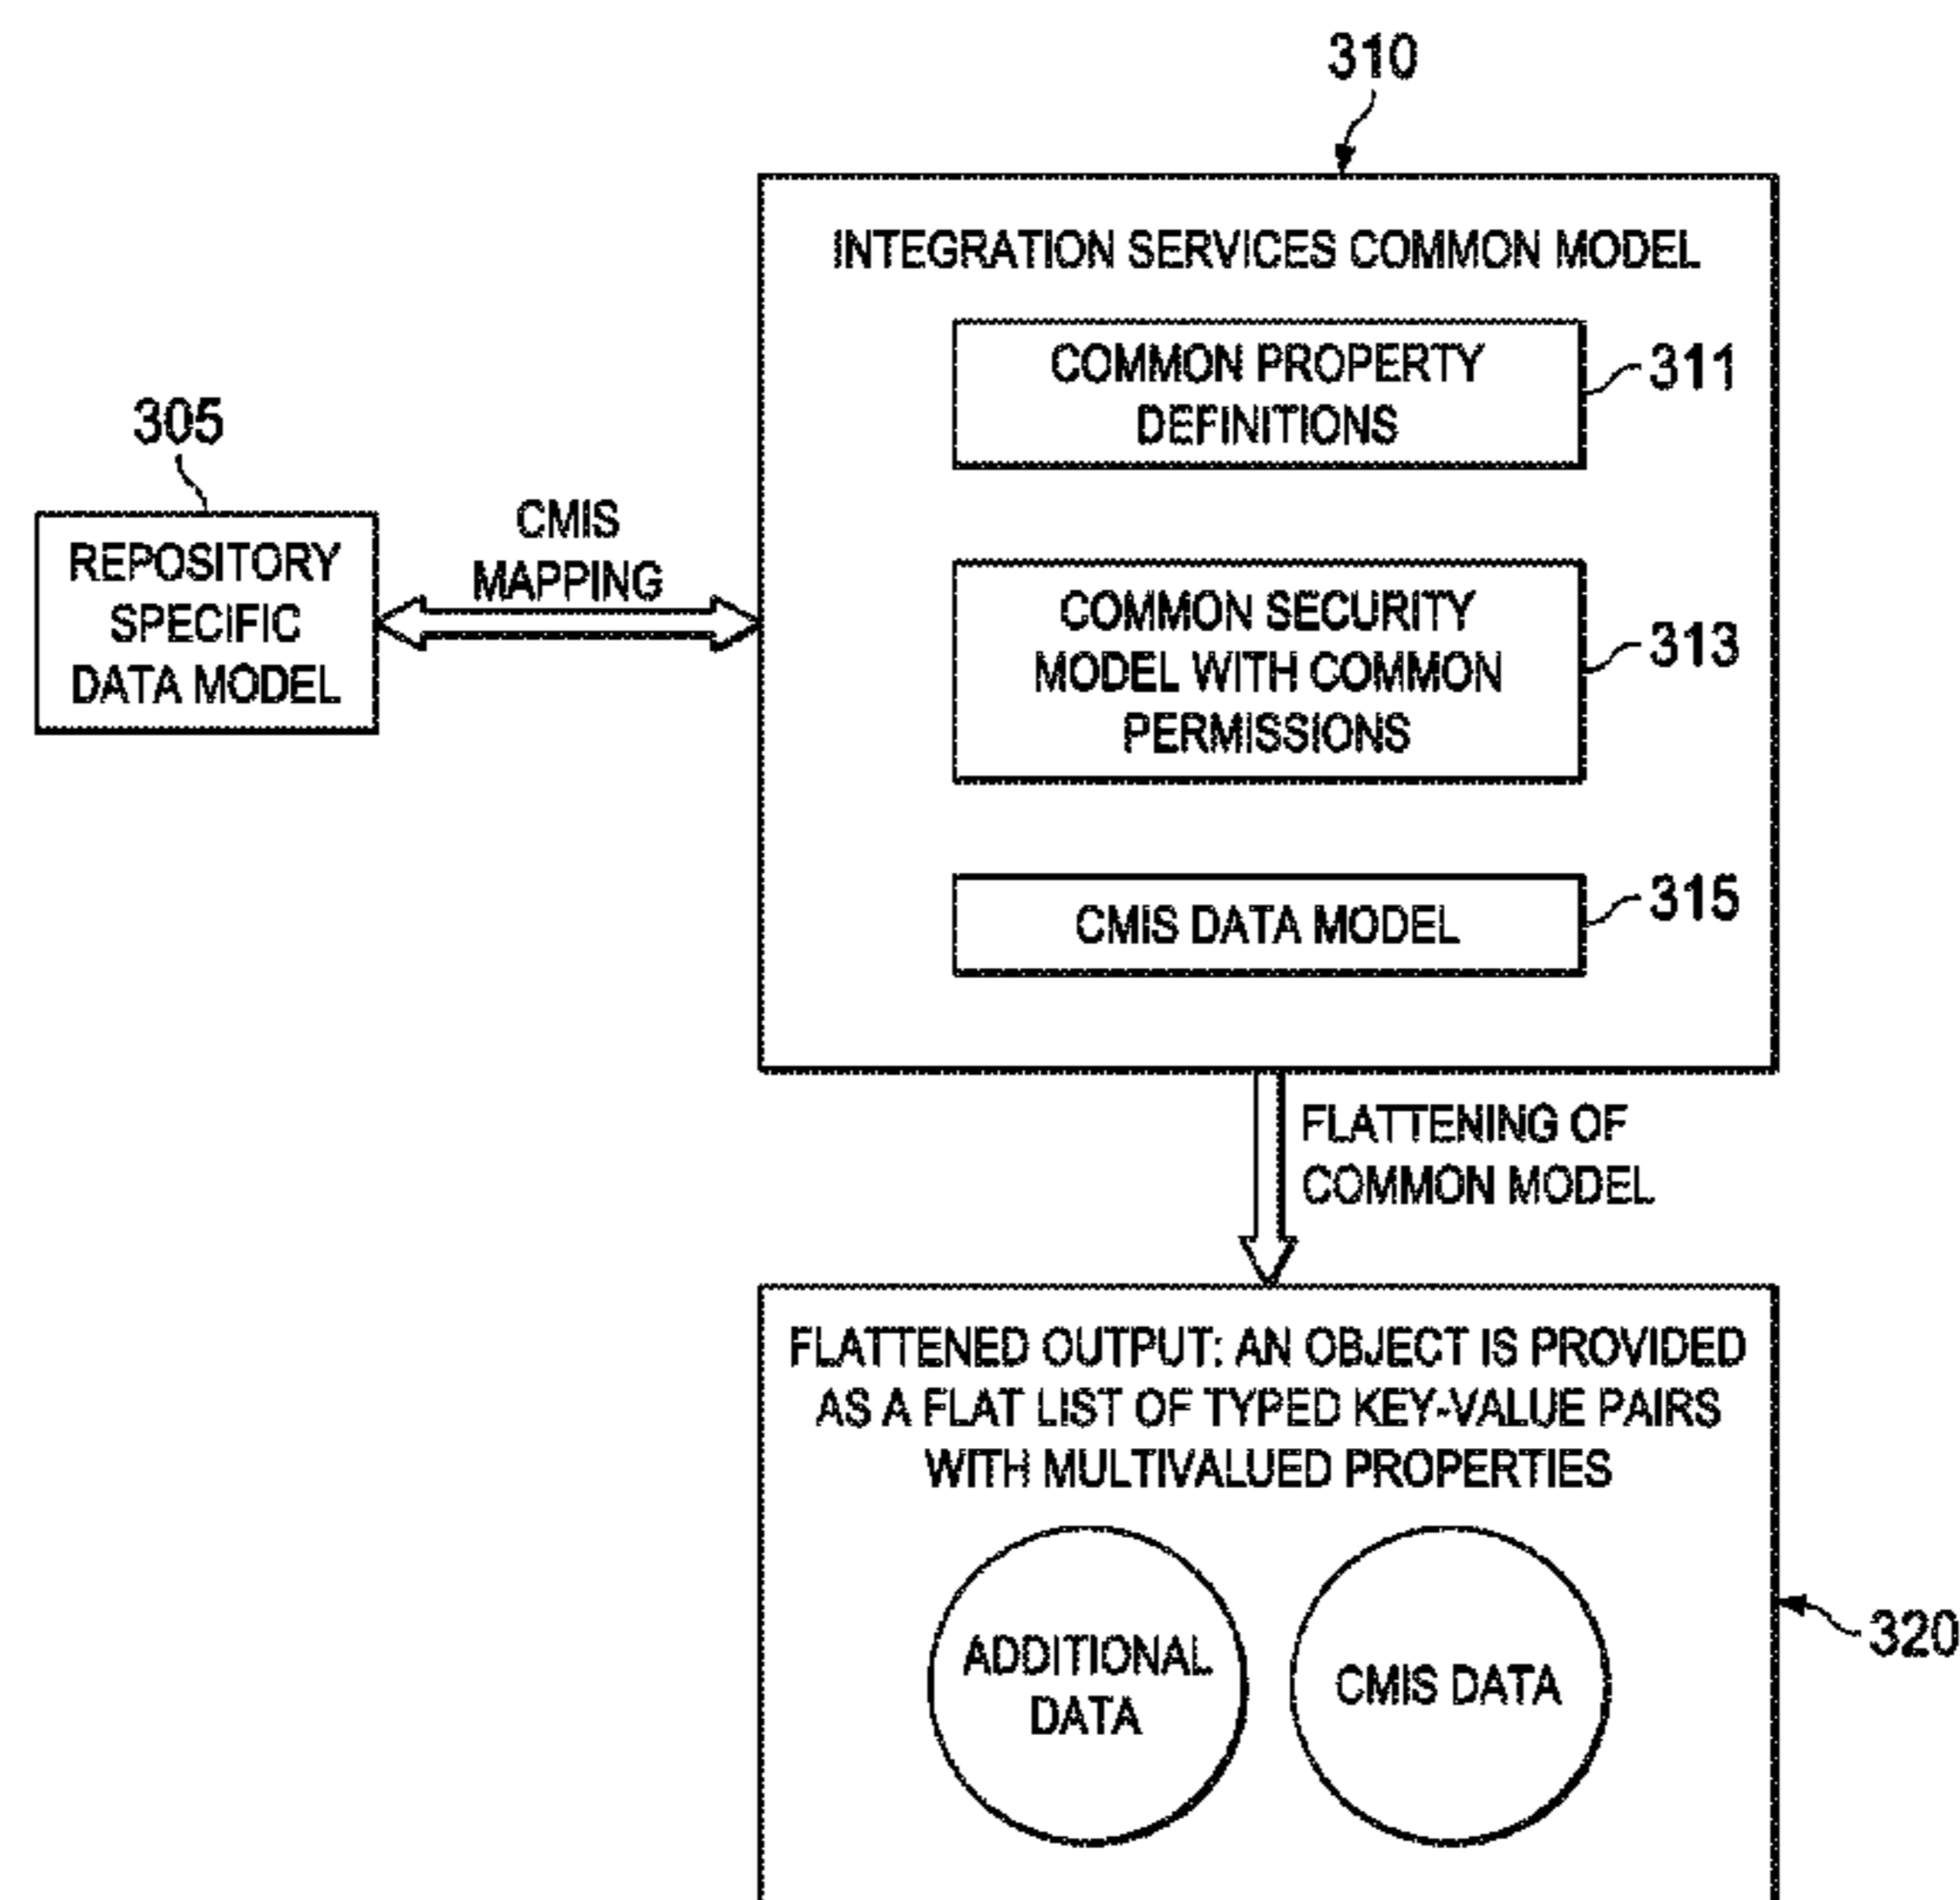 310
INTEGRATION SERVICES COMMON MODEL
COMMON PROPERTY
DEFINITIONS
311
305
REPOSITORY
SPECIFIC
DATA MODEL
CMIS
MAPPING
COMMON SECURITY
MODEL WITH COMMON
PERMISSIONS
313
CMIS DATA MODEL
315
FLATTENING OF
COMMON MODEL
FLATTENED OUTPUT: AN OBJECT IS PROVIDED
AS A FLAT LIST OF TYPED KEY-VALUE PAIRS
WITH MULTIVALUED PROPERTIES
ADDITIONAL
DATA
CMIS DATA
320